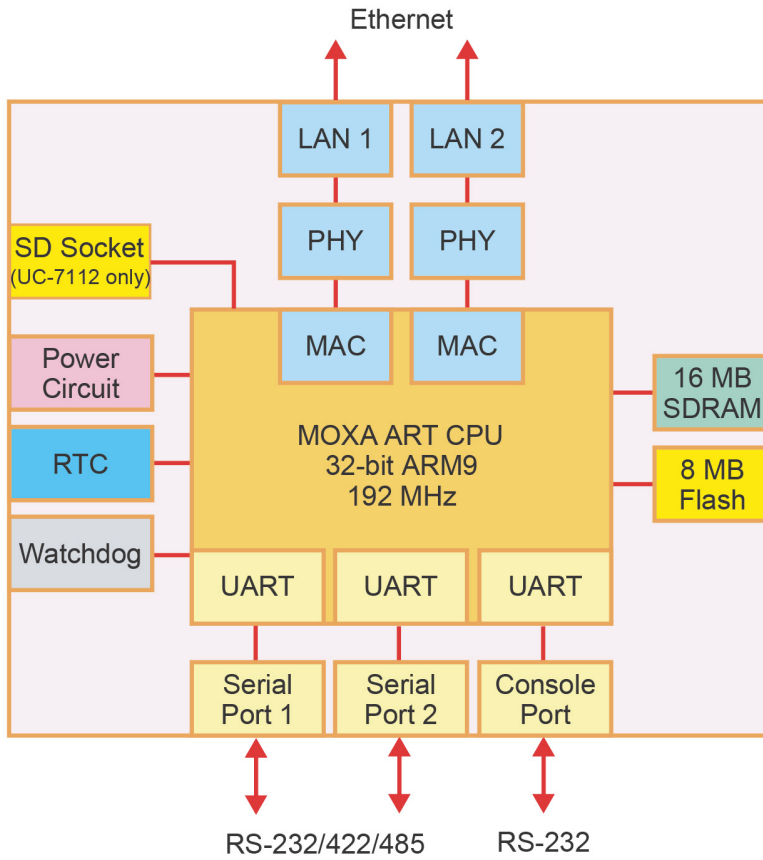 Ethernet
LAN 1
LAN 2
PHY
PHY
SD Socket
(UC-7112 only)
MAC
MAC
Power
Circuit
16 MB
SDRAM
MOXA ART CPU
32-bit ARM9
192 MHz
RTC
8 MB
Flash
Watchdog
UART
UART
UART
Serial
Port 1
Serial
Port 2
Console
Port
RS-232/422/485
RS-232